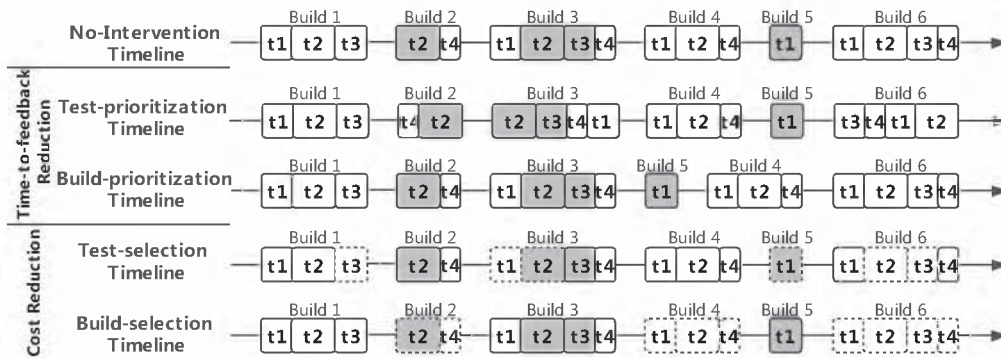 Build 1 Build 2 Build 3 Build 4 Build 5 Build 6
No-Intervention Timeline
t1 t2 t3 t2 t4 t1 t2 t3 t4 t1 t2 t4 t1 t1 t2 t3 t4
Time-to-feedback Reduction
Build 1 Build 2 Build 3 Build 4 Build 5 Build 6
Test-prioritization Timeline
t1 t2 t3 t4 t2 t2 t3 t4 t1 t1 t2 t4 t1 t3 t4 t1 t2
Build 1 Build 2 Build 3 Build 5 Build 4 Build 6
Build-prioritization Timeline
t1 t2 t3 t2 t4 t1 t2 t3 t4 t1 t1 t2 t4 t1 t2 t3 t4
Cost Reduction
Build 1 Build 2 Build 3 Build 4 Build 5 Build 6
Test-selection Timeline
t1 t2 t3 t2 t4 t1 t2 t3 t4 t1 t2 t4 t1 t1 t2 t3 t4
Build 1 Build 2 Build 3 Build 4 Build 5 Build 6
Build-selection Timeline
t1 t2 t3 t2 t4 t1 t2 t3 t4 t1 t2 t4 t1 t1 t2 t3 t4